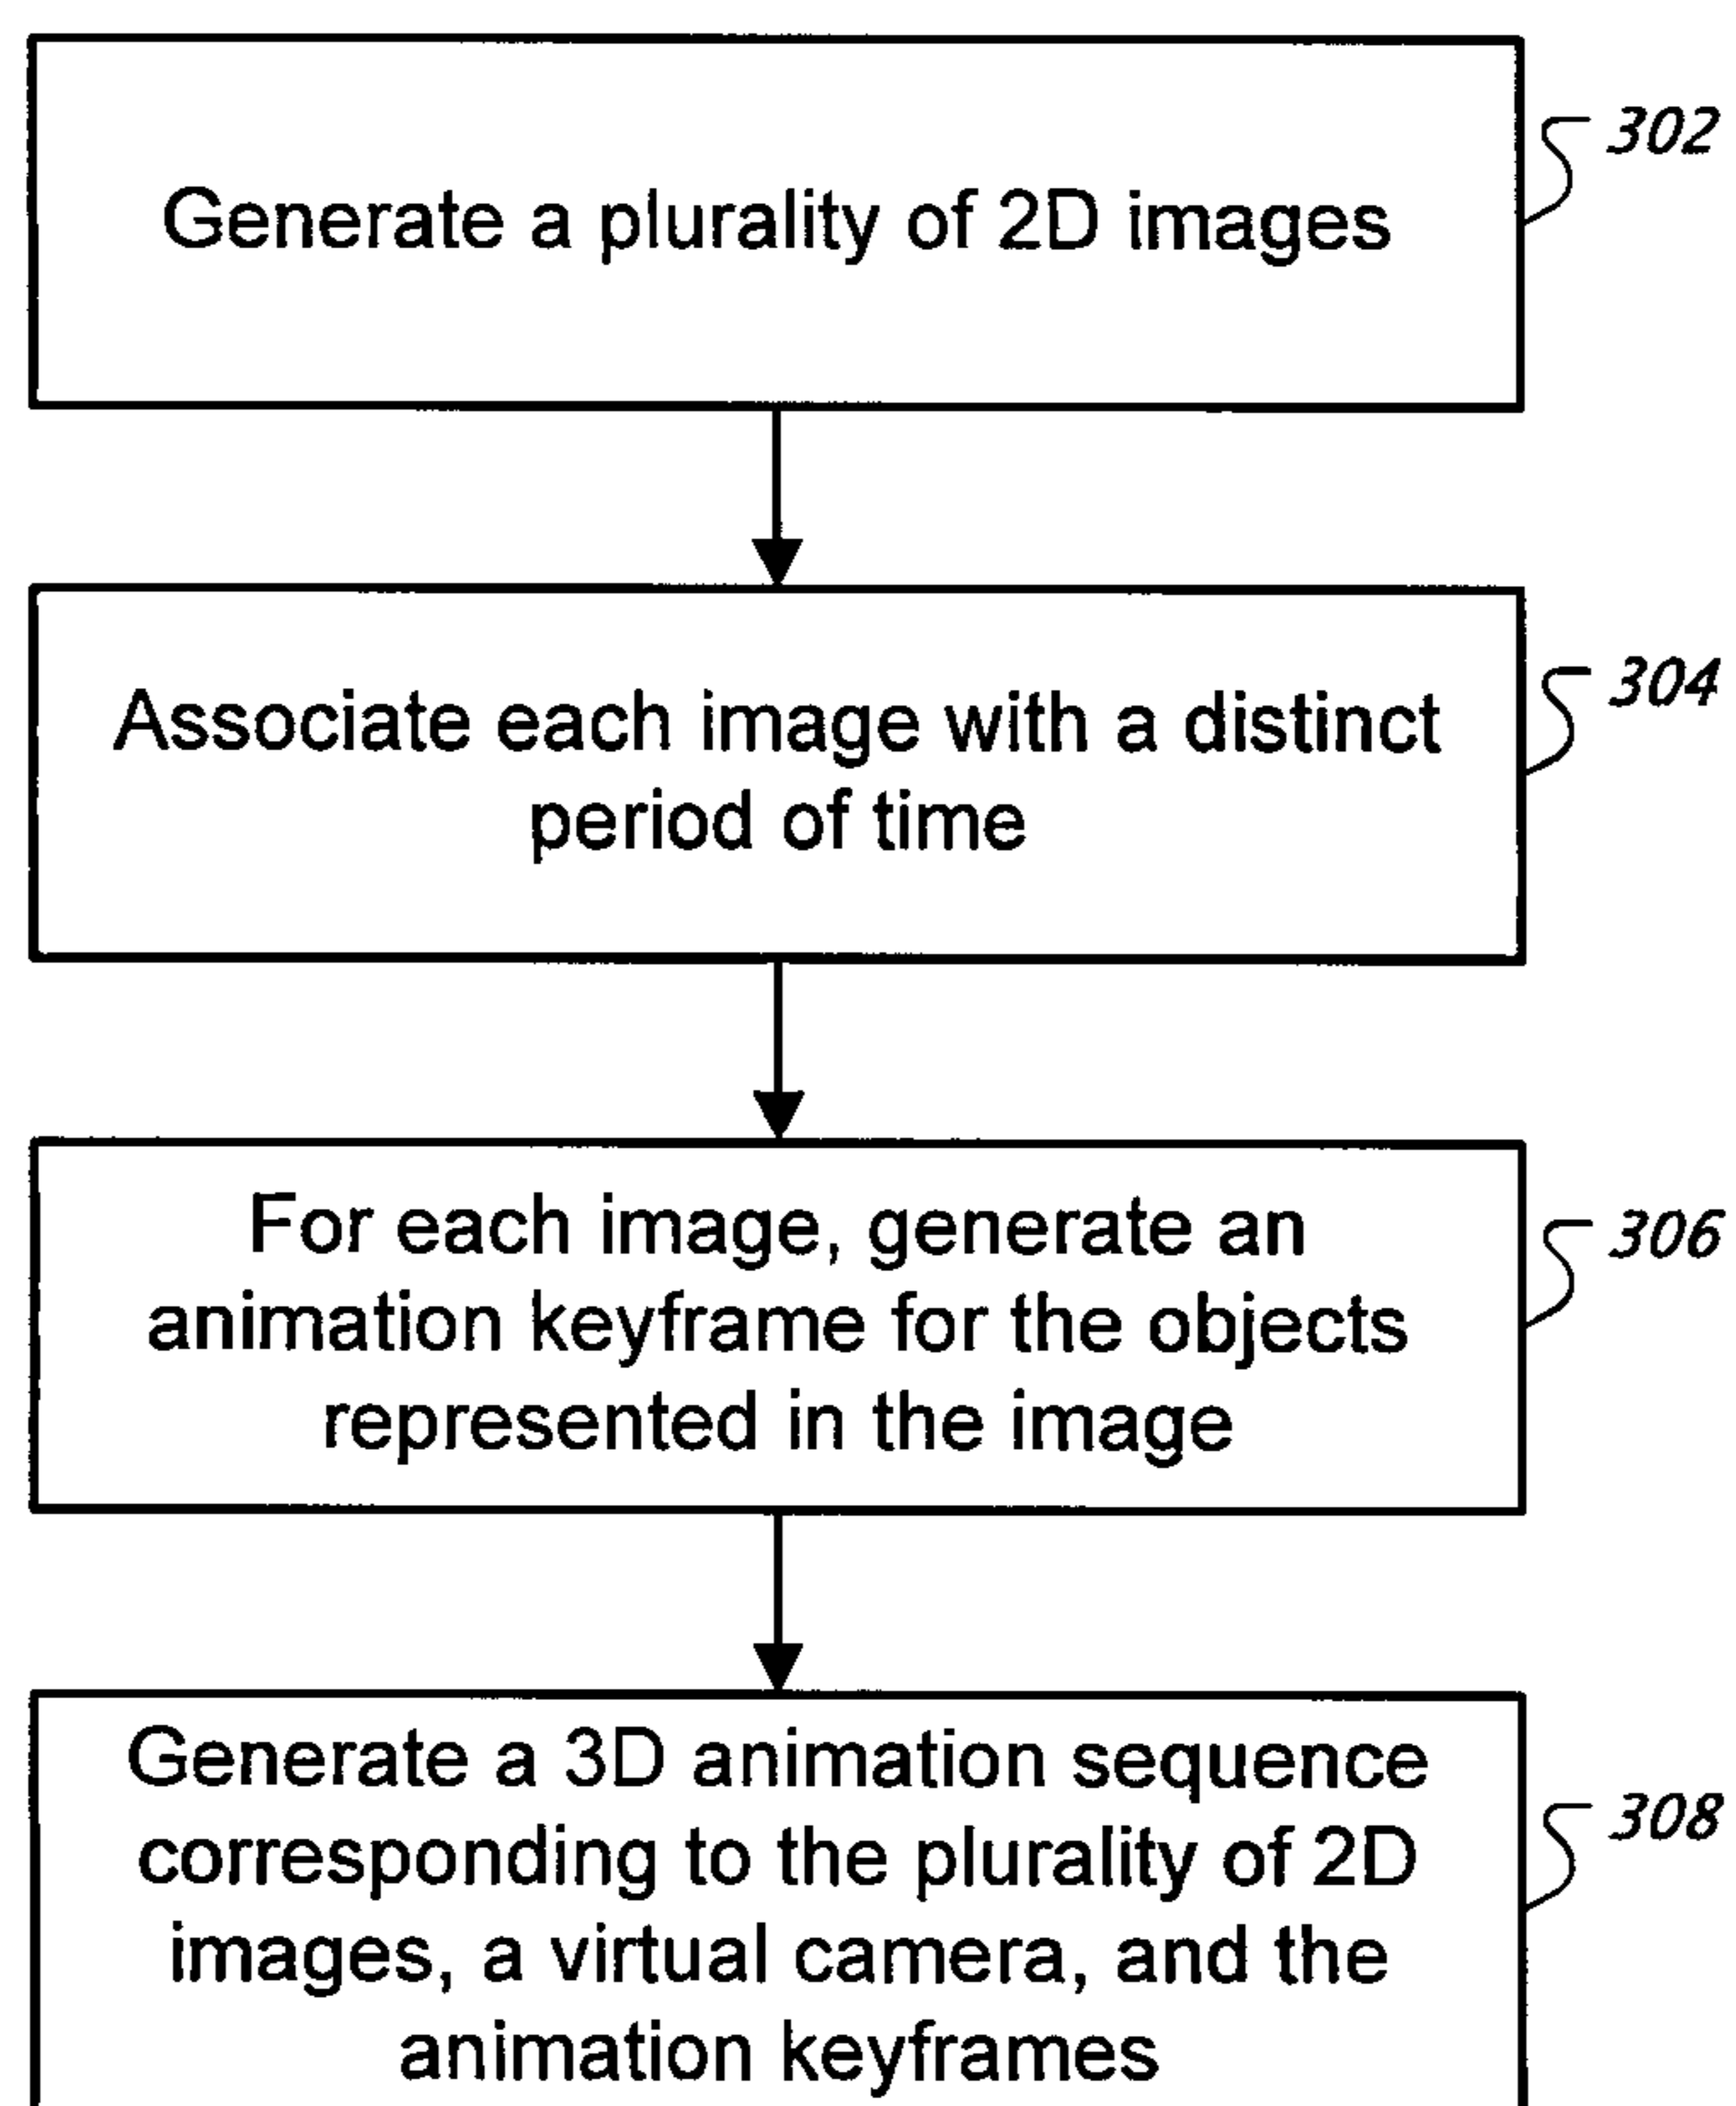 302
Generate a plurality of 2D images
304
Associate each image with a distinct
period of time
306
For each image, generate an
animation keyframe for the objects
represented in the image
308
Generate a 3D animation sequence
corresponding to the plurality of 2D
images, a virtual camera, and the
animation keyframes